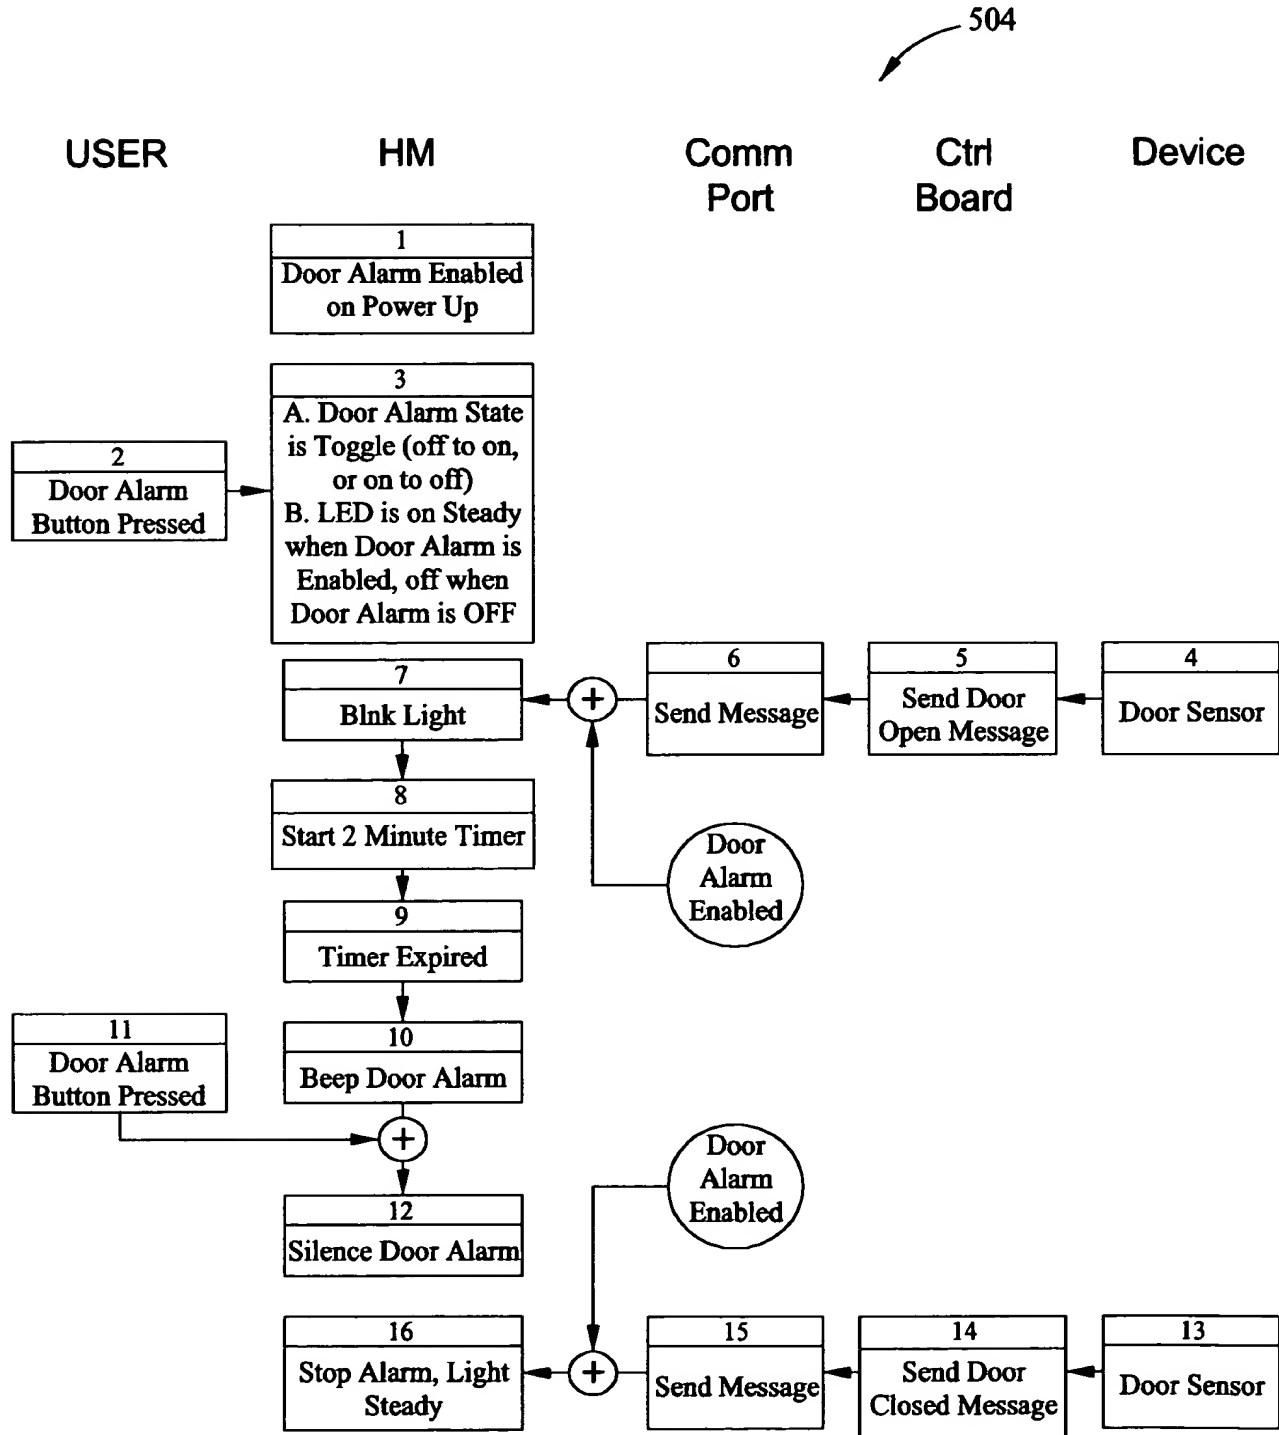 504
USER
HM
Comm
Port
Ctrl
Board
Device
1
Door Alarm Enabled
on Power Up
2
Door Alarm
Button Pressed
3
A. Door Alarm State
is Toggle (off to on,
or on to off)
B. LED is on Steady
when Door Alarm is
Enabled, off when
Door Alarm is OFF
7
Blnk Light
+
6
Send Message
5
Send Door
Open Message
4
Door Sensor
8
Start 2 Minute Timer
Door
Alarm
Enabled
9
Timer Expired
11
Door Alarm
Button Pressed
10
Beep Door Alarm
+
Door
Alarm
Enabled
12
Silence Door Alarm
16
Stop Alarm, Light
Steady
+
15
Send Message
14
Send Door
Closed Message
13
Door Sensor